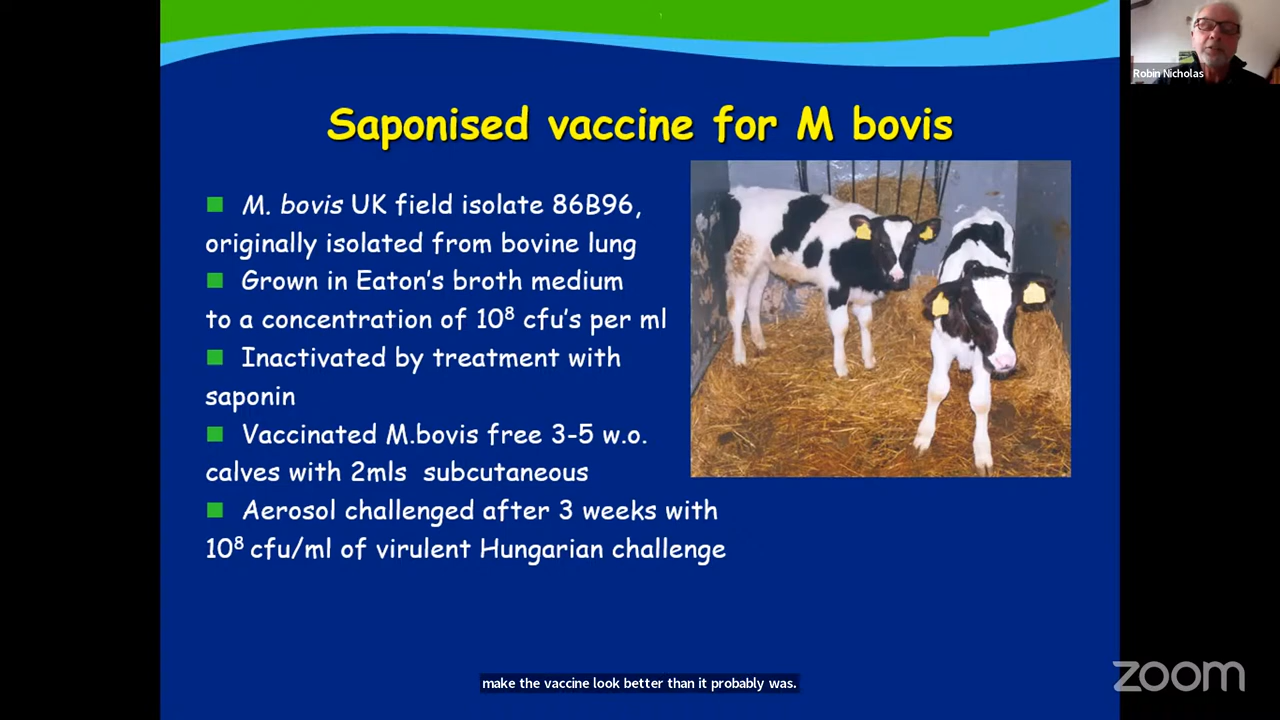 Robin Nicholas
Saponised vaccine for M bovis
M. bovis UK field isolate 86B96,
originally isolated from bovine lung
Grown in Eaton's broth medium
to a concentration of 10⁸ cfu's per ml
Inactivated by treatment with
saponin
Vaccinated M.bovis free 3-5 w.o.
calves with 2mls subcutaneous
Aerosol challenged after 3 weeks with
10⁸ cfu/ml of virulent Hungarian challenge
make the vaccine look better than it probably was.
zoom